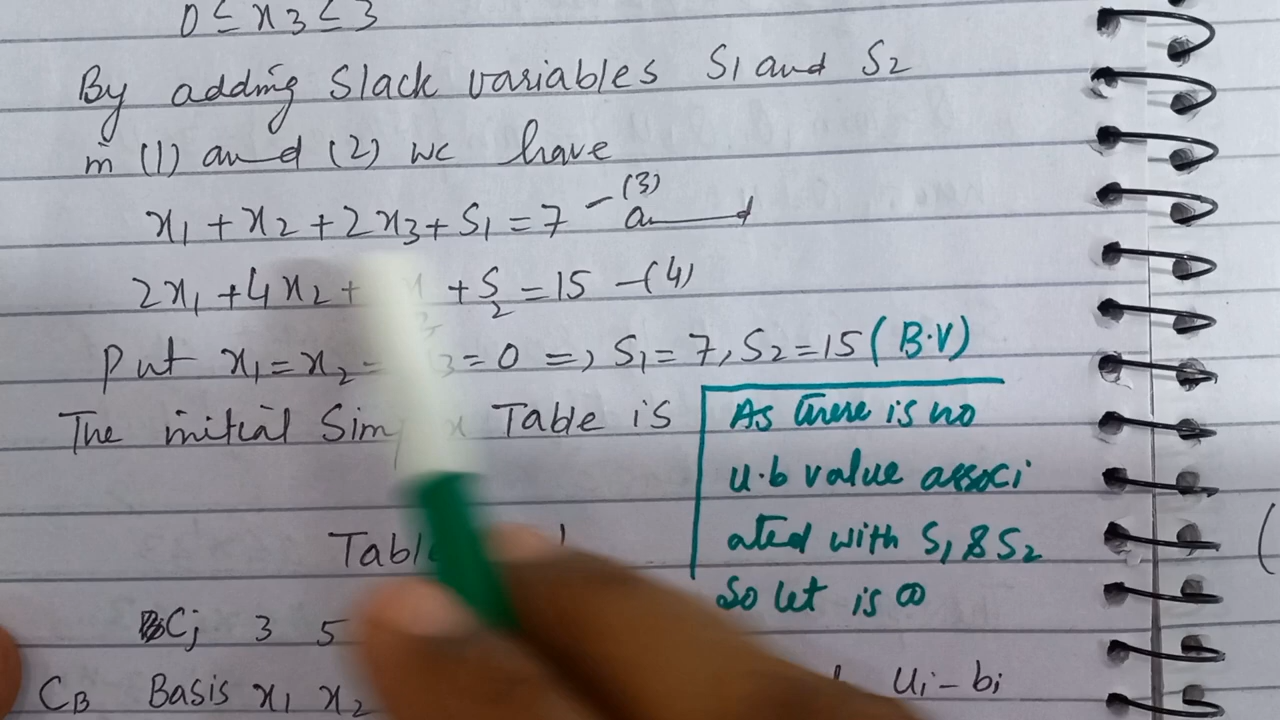 0 ≤ x3 ≤ 3
By adding Slack variables S1 and S2
in (1) and (2) we have
x1 + x2 + 2x3 + S1 = 7 – (3) and
2x1 + 4x2 + + S2 = 15 – (4)
Put x1 = x2 = 3 = 0 => S1 = 7, S2 = 15 (B.V)
The initial Table is
As there is no
u.b value associ
ated with S1 & S2
So let is ∞
Cj 3 5
CB Basis x1 x2 ui – bi